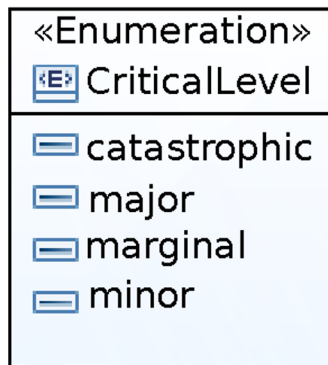 «Enumeration»
<E> CriticalLevel
catastrophic
major
marginal
minor